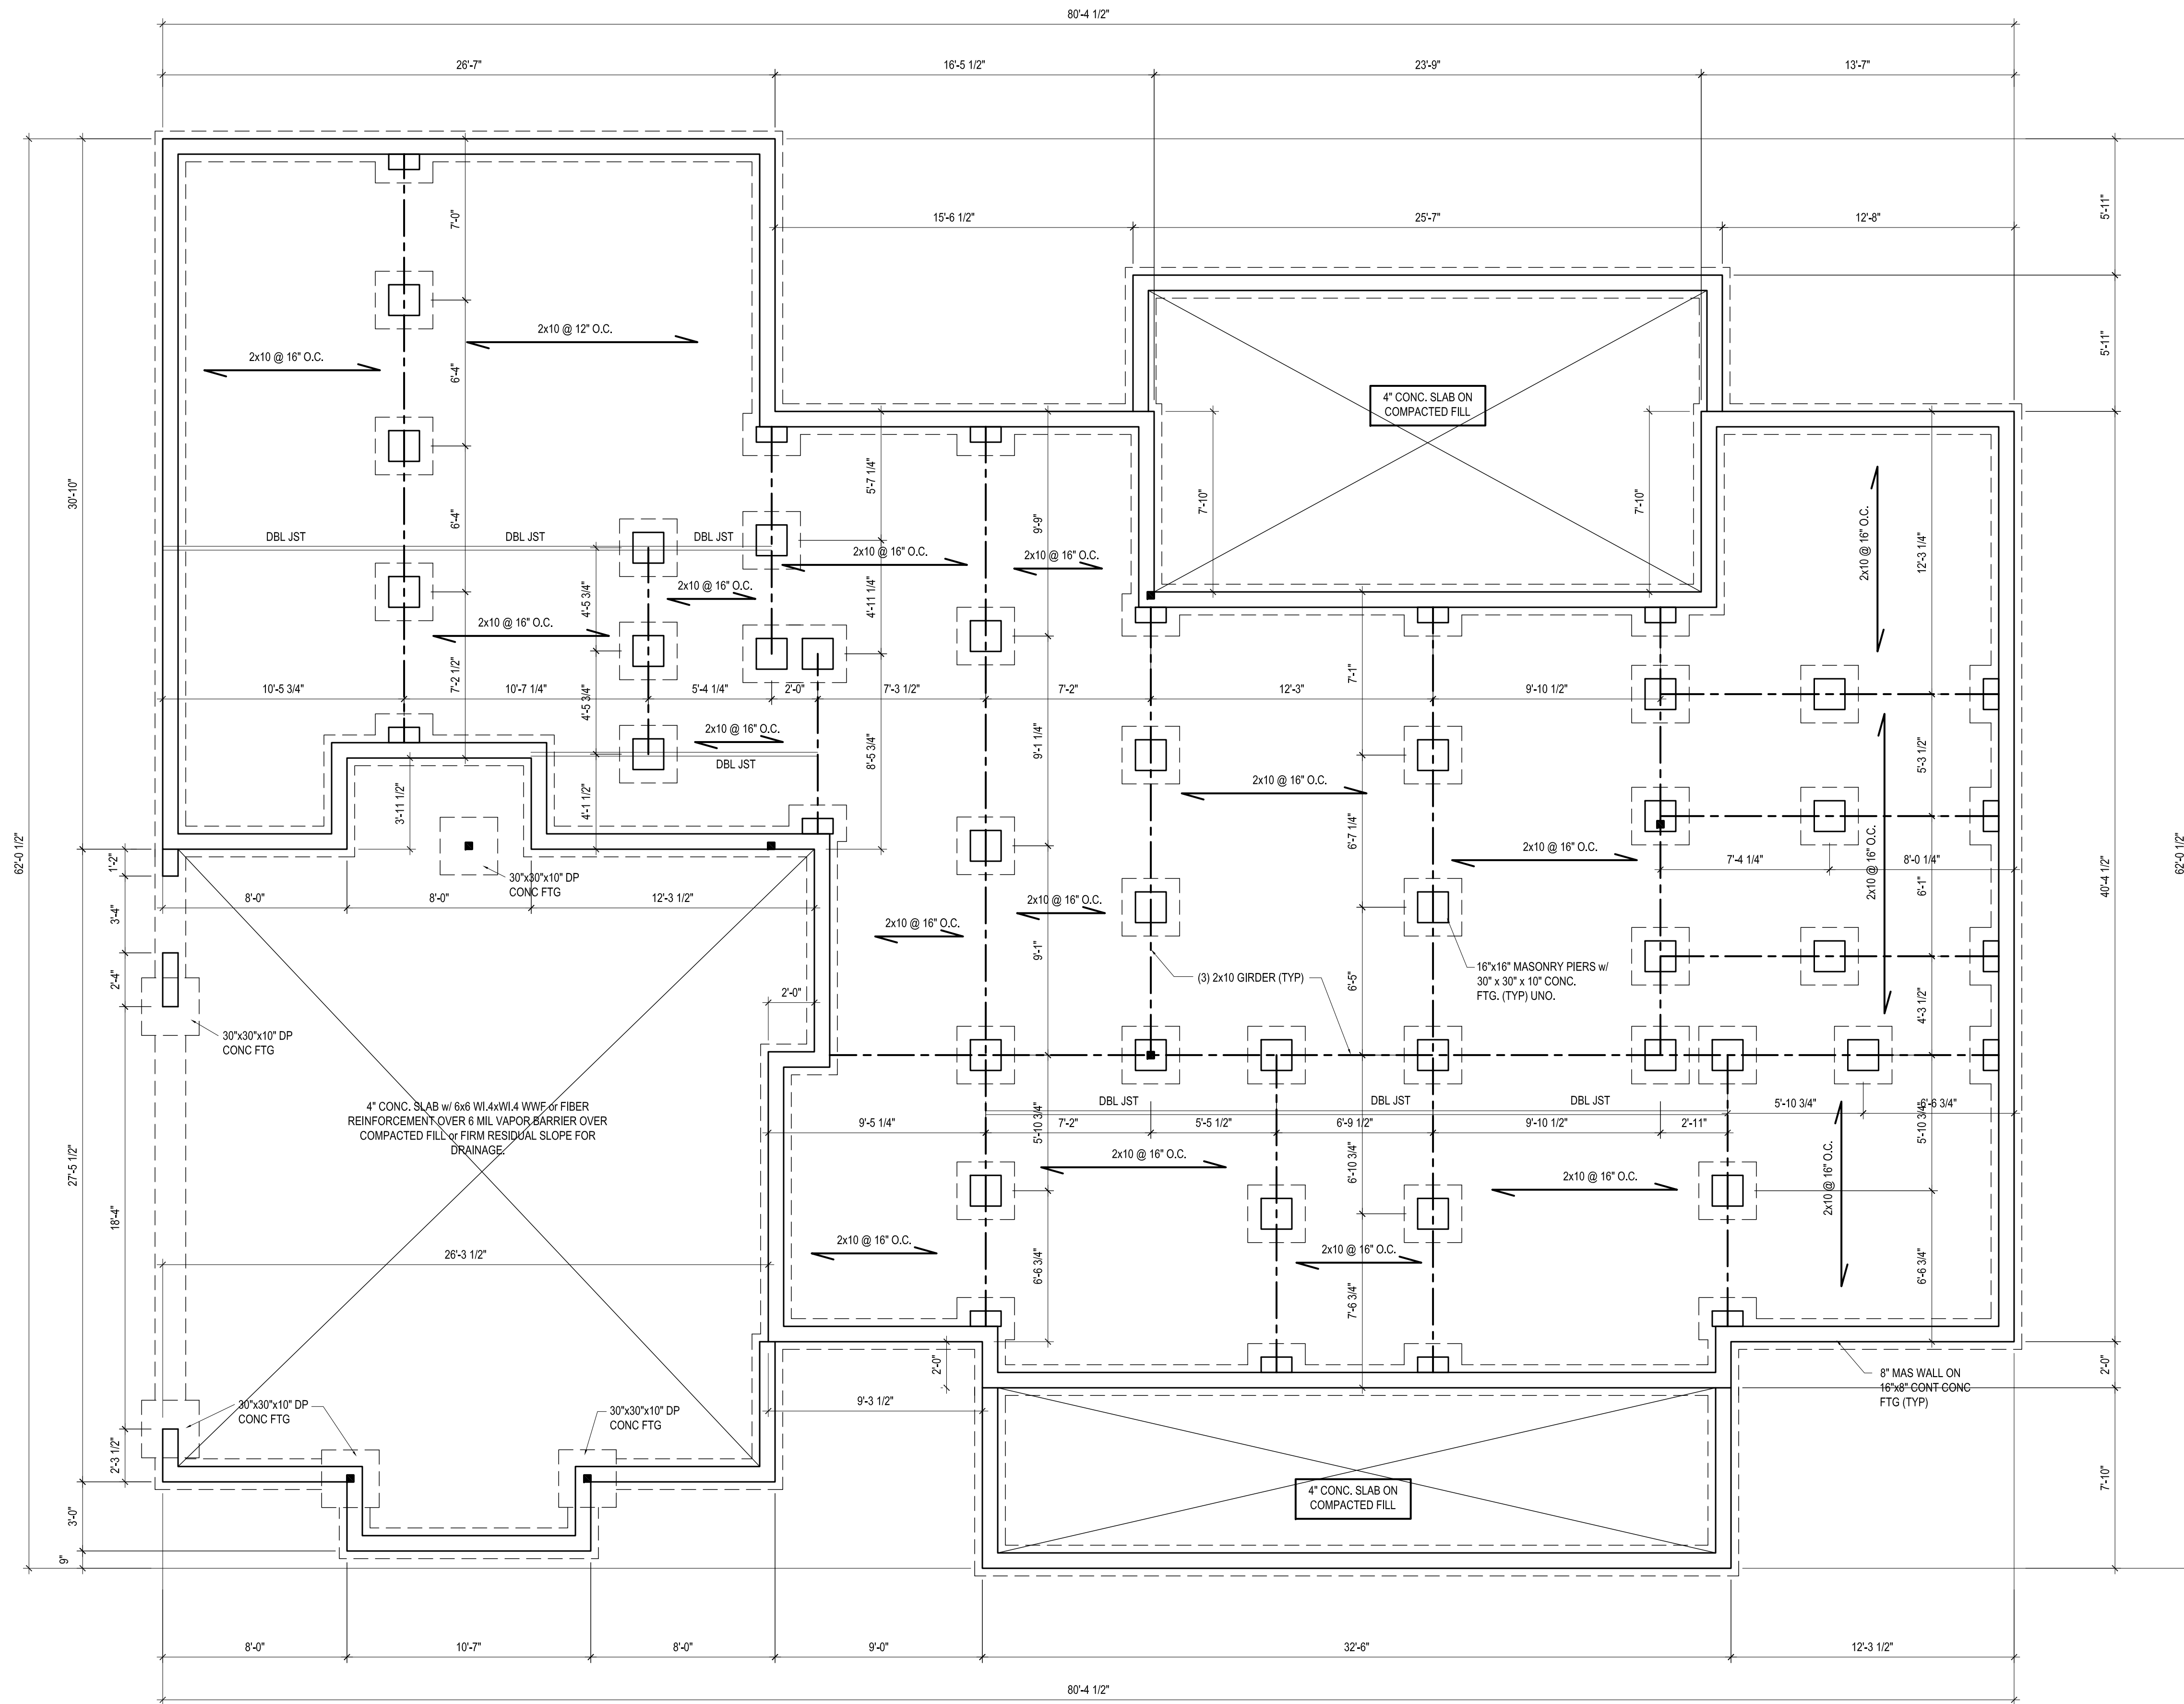 80'-4 1/2"
26'-7"
16'-5 1/2"
23'-9"
13'-7"
15'-6 1/2"
25'-7"
12'-8"
5'-11"
5'-11"
7'-0"
2x10 @ 12" O.C.
2x10 @ 16" O.C.
6'-4"
4" CONC. SLAB ON
COMPACTED FILL
7'-10"
7'-10"
30'-10"
5'-7 1/4"
9'-9"
6'-4"
DBL JST
DBL JST
DBL JST
2x10 @ 16" O.C.
2x10 @ 16" O.C.
2x10 @ 16" O.C.
12'-3 1/4"
4'-5 3/4"
2x10 @ 16" O.C.
4'-11 1/4"
2x10 @ 16" O.C.
7'-2 1/2"
4'-5 3/4"
10'-5 3/4"
10'-7 1/4"
5'-4 1/4"
2'-0"
7'-3 1/2"
7'-2"
12'-3"
9'-10 1/2"
7'-1"
2x10 @ 16" O.C.
DBL JST
8'-5 3/4"
9'-1 1/4"
5'-3 1/2"
2x10 @ 16" O.C.
3'-11 1/2"
4'-1 1/2"
6'-7 1/4"
62'-0 1/2"
62'-0 1/2"
1'-2"
2x10 @ 16" O.C.
7'-4 1/4"
8'-0 1/4"
2x10 @ 16" O.C.
6'-1"
40'-4 1/2"
30"x30"x10" DP
CONC FTG
8'-0"
8'-0"
12'-3 1/2"
3'-4"
2x10 @ 16" O.C.
2x10 @ 16" O.C.
9'-1"
2'-4"
(3) 2x10 GIRDER (TYP)
6'-5"
16"x16" MASONRY PIERS w/
30" x 30" x 10" CONC.
FTG. (TYP) UNO.
2'-0"
4'-3 1/2"
30"x30"x10" DP
CONC FTG
4" CONC. SLAB w/ 6x6 WI.4xWI.4 WWF or FIBER
REINFORCEMENT OVER 6 MIL VAPOR BARRIER OVER
COMPACTED FILL or FIRM RESIDUAL SLOPE FOR
DRAINAGE.
DBL JST
DBL JST
DBL JST
5'-10 3/4"
6'-6 3/4"
9'-5 1/4"
5'-10 3/4"
7'-2"
5'-5 1/2"
6'-9 1/2"
9'-10 1/2"
2'-11"
5'-10 3/4"
27'-5 1/2"
2x10 @ 16" O.C.
6'-10 3/4"
2x10 @ 16" O.C.
2x10 @ 16" O.C.
18'-4"
26'-3 1/2"
2x10 @ 16" O.C.
2x10 @ 16" O.C.
6'-6 3/4"
7'-6 3/4"
6'-6 3/4"
2'-0"
2'-0"
8" MAS WALL ON
16"x8" CONT CONC
FTG (TYP)
9'-3 1/2"
30"x30"x10" DP
CONC FTG
30"x30"x10" DP
CONC FTG
2'-3 1/2"
4" CONC. SLAB ON
COMPACTED FILL
7'-10"
3'-0"
9"
8'-0"
10'-7"
8'-0"
9'-0"
32'-6"
12'-3 1/2"
80'-4 1/2"